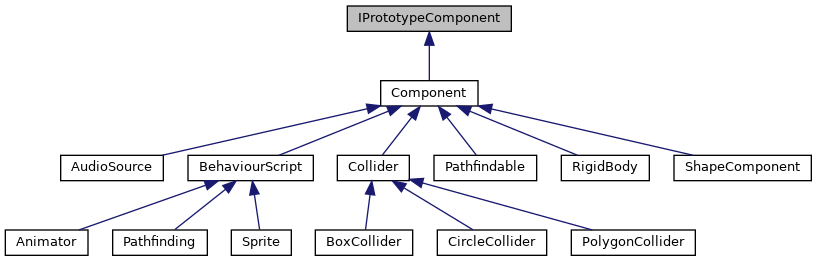 IPrototypeComponent
Component
AudioSource
BehaviourScript
Collider
Pathfindable
RigidBody
ShapeComponent
Animator
Pathfinding
Sprite
BoxCollider
CircleCollider
PolygonCollider